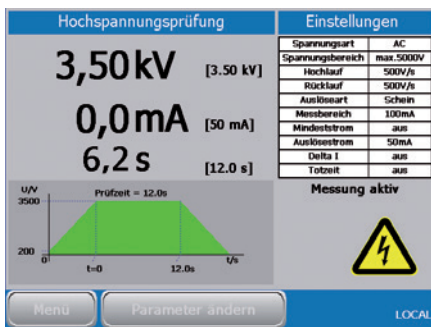 Hochspannungsprüfung
3,50 kV [3.50 kV]
0,0 mA [50 mA]
6,2 s [12.0 s]
U/V
3500
Prüfzeit = 12.0s
200
0
t=0
12.0s
t/s
Einstellungen
Spannungsart AC
Spannungsbereich max.5000V
Hochlauf 500V/s
Rücklauf 500V/s
Auslöseart Schein
Messbereich 100mA
Mindeststrom aus
Auslösestrom 50mA
Delta I aus
Totzeit aus
Messung aktiv
Menü
Parameter ändern
LOCAL